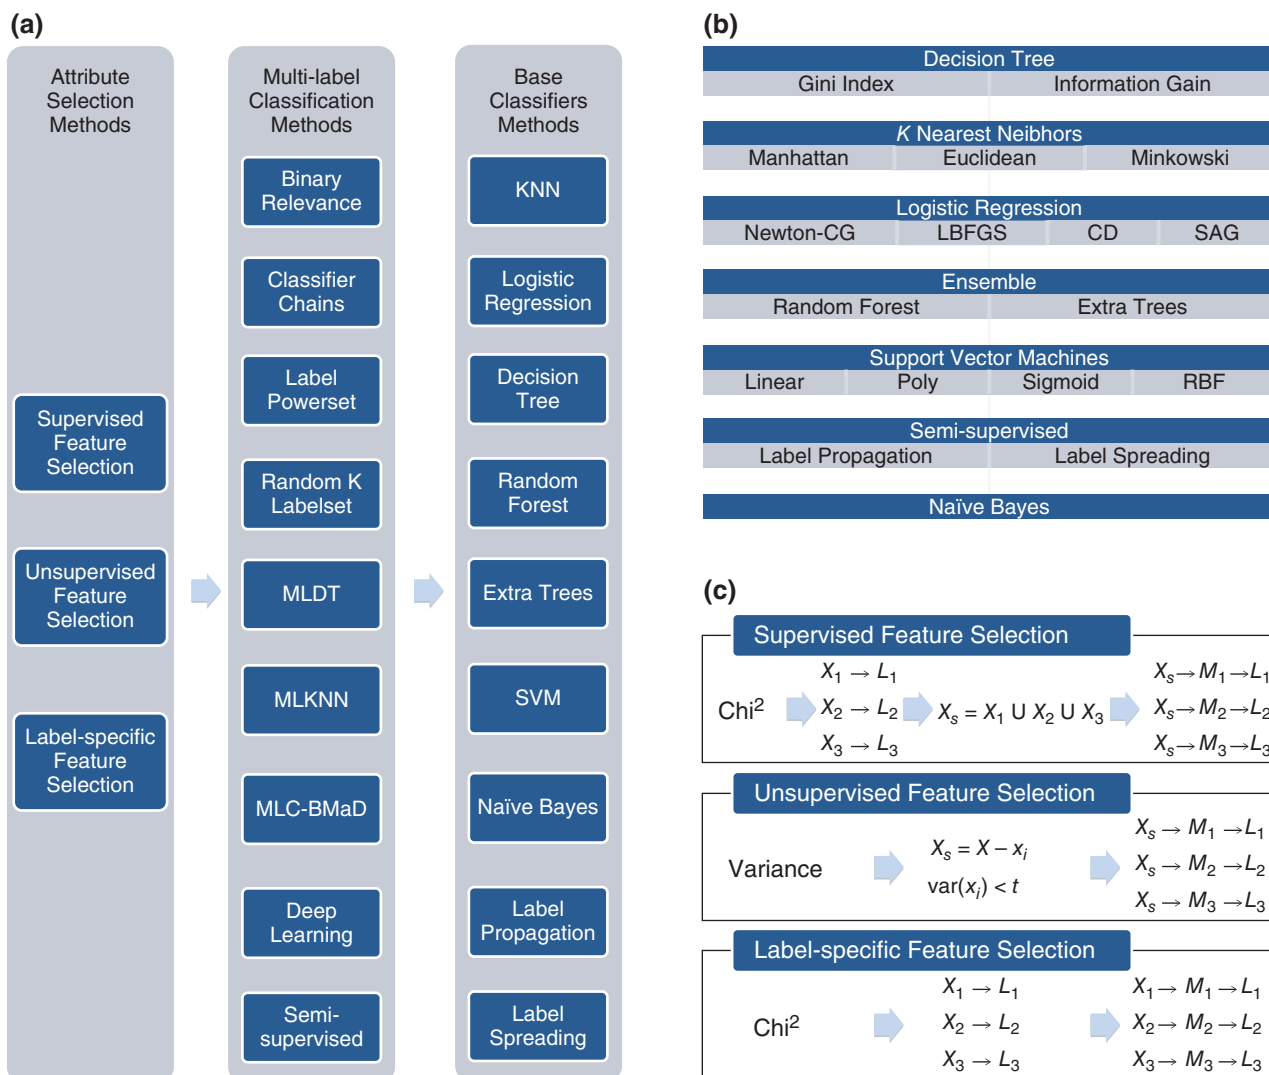 (a)
Attribute
Selection
Methods
Supervised
Feature
Selection
Unsupervised
Feature
Selection
Label-specific
Feature
Selection
Multi-label
Classification
Methods
Binary
Relevance
Classifier
Chains
Label
Powerset
Random K
Labelset
MLDT
MLKNN
MLC-BMaD
Deep
Learning
Semi-
supervised
Base
Classifiers
Methods
KNN
Logistic
Regression
Decision
Tree
Random
Forest
Extra Trees
SVM
Naïve Bayes
Label
Propagation
Label
Spreading
(b)
Decision Tree
Gini Index Information Gain
K Nearest Neibhors
Manhattan Euclidean Minkowski
Logistic Regression
Newton-CG LBFGS CD SAG
Ensemble
Random Forest Extra Trees
Support Vector Machines
Linear Poly Sigmoid RBF
Semi-supervised
Label Propagation Label Spreading
Naïve Bayes
(c)
Supervised Feature Selection
Chi²
X₁ → L₁
X₂ → L₂
X₃ → L₃
Xₛ = X₁ U X₂ U X₃
Xₛ → M₁ → L₁
Xₛ → M₂ → L₂
Xₛ → M₃ → L₃
Unsupervised Feature Selection
Variance
Xₛ = X – xᵢ
var(xᵢ) < t
Xₛ → M₁ → L₁
Xₛ → M₂ → L₂
Xₛ → M₃ → L₃
Label-specific Feature Selection
Chi²
X₁ → L₁
X₂ → L₂
X₃ → L₃
X₁ → M₁ → L₁
X₂ → M₂ → L₂
X₃ → M₃ → L₃